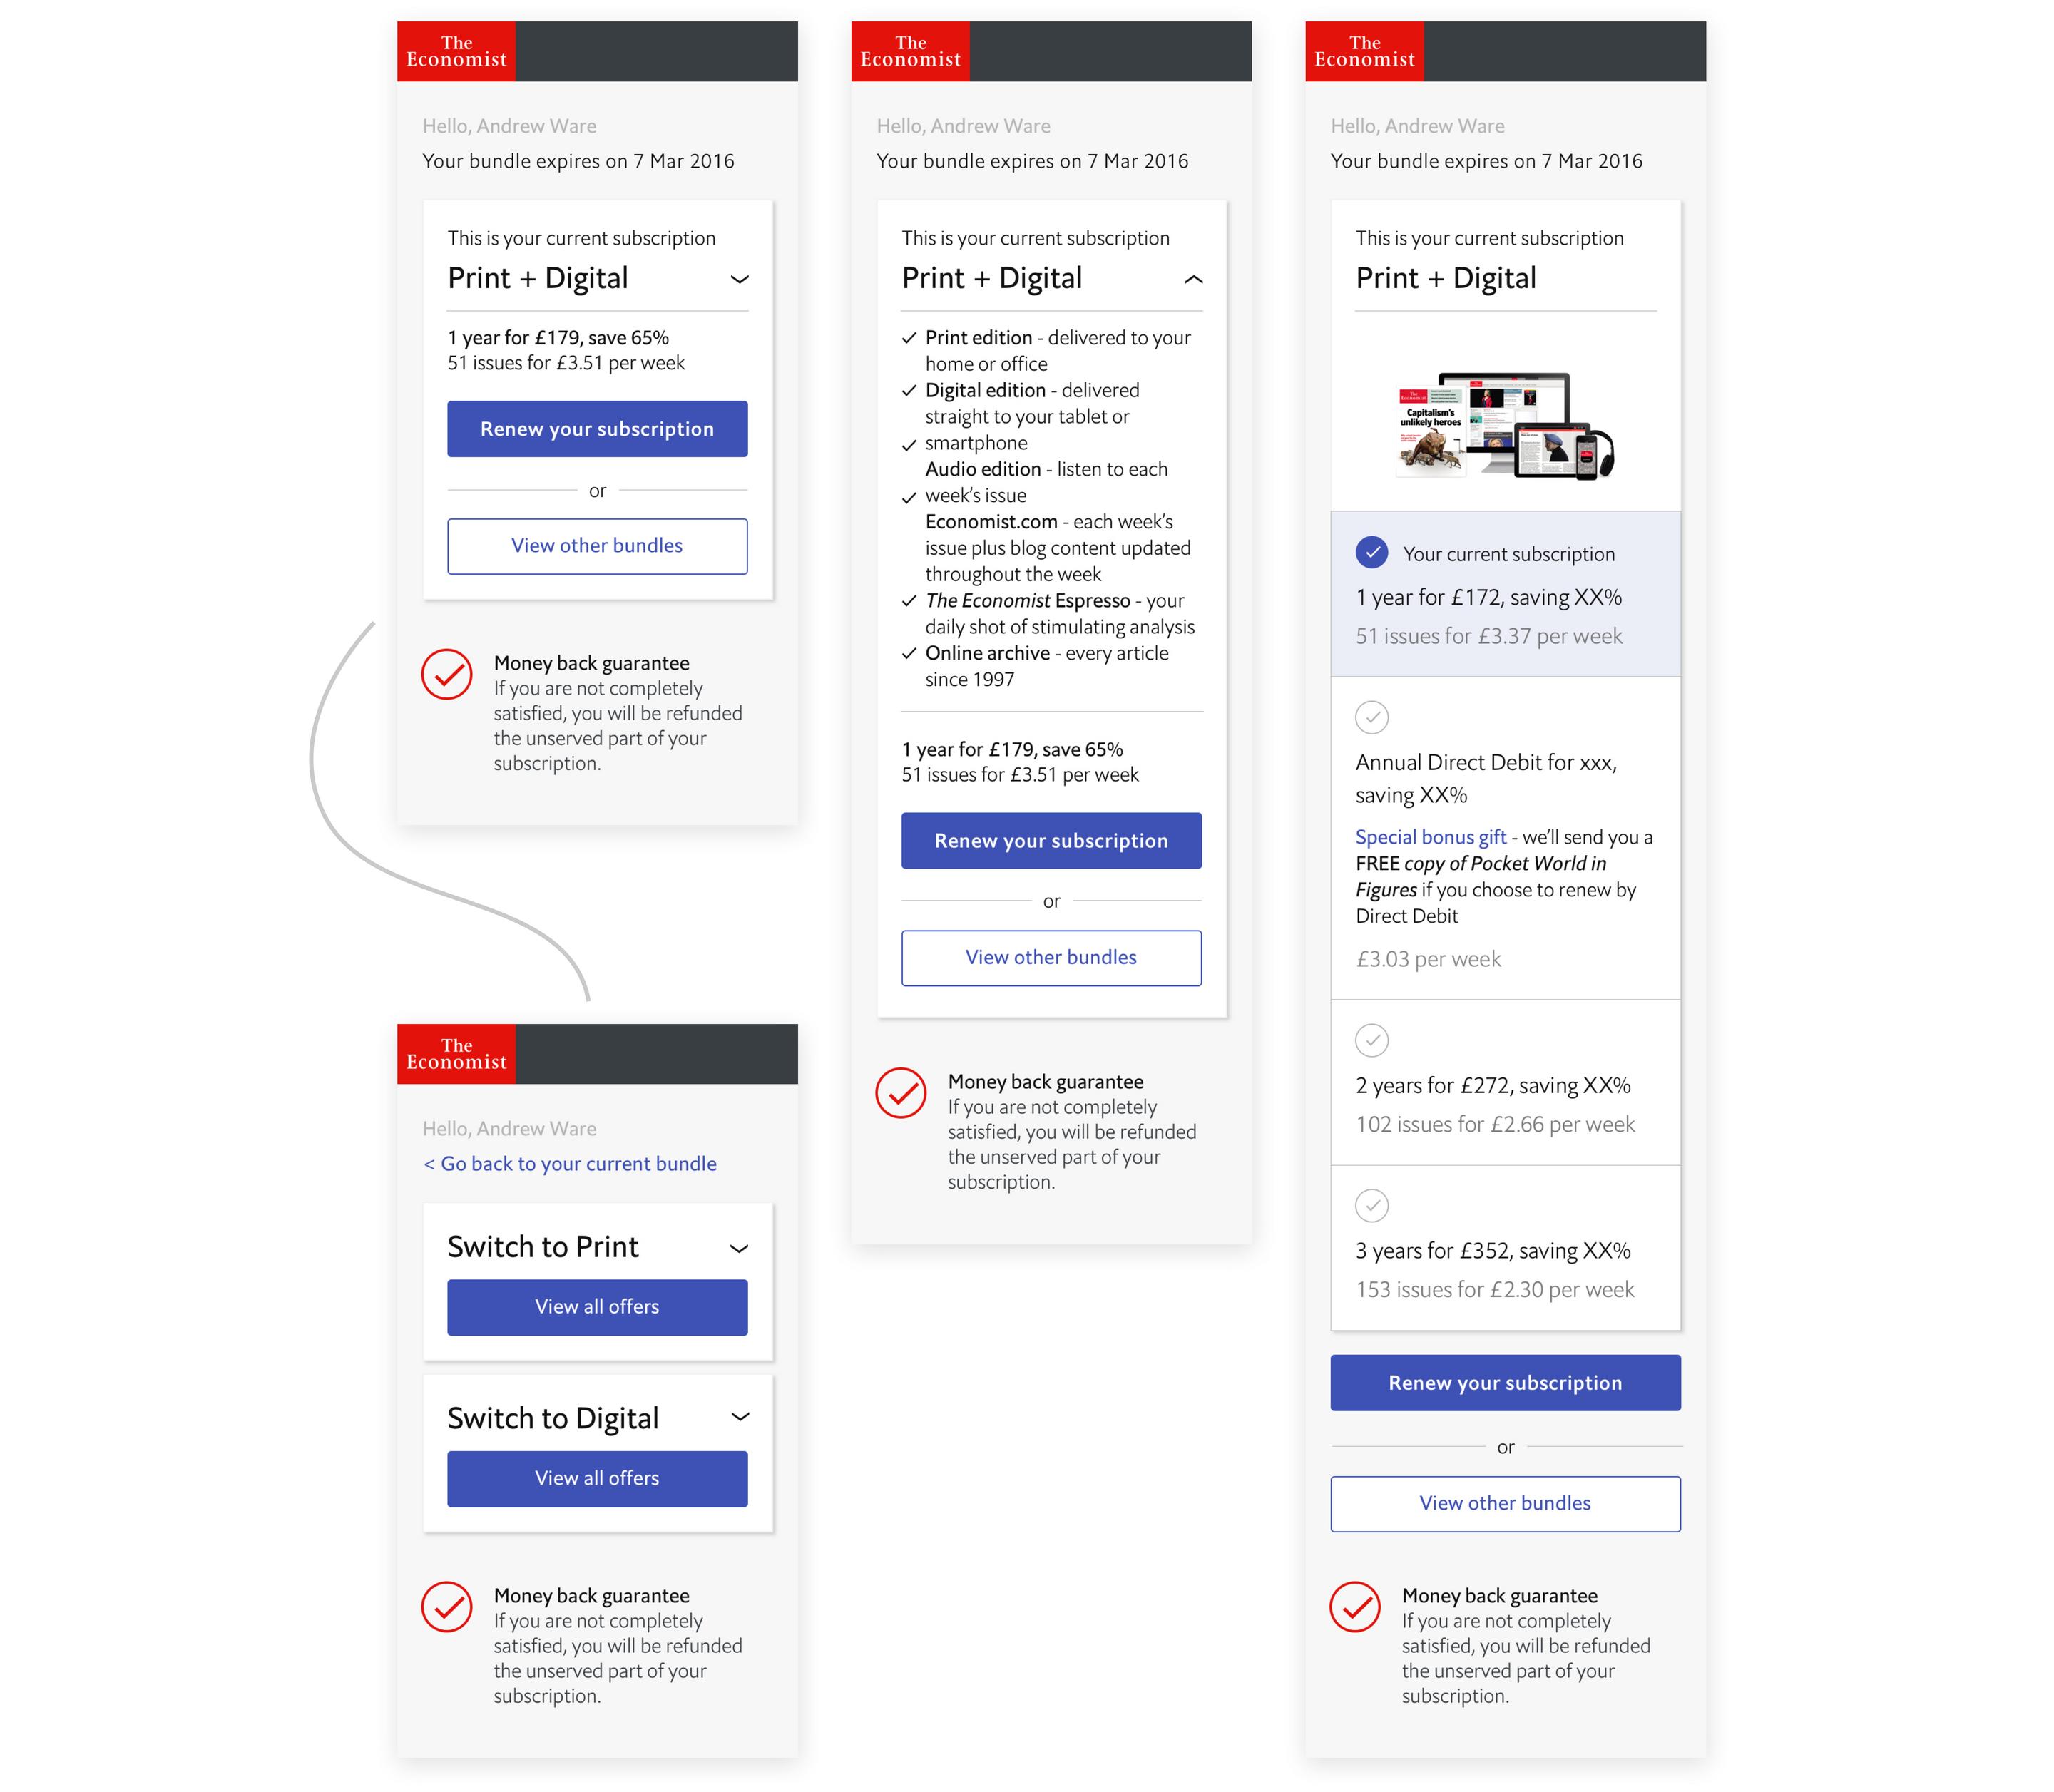 The
Economist
Hello, Andrew Ware
Your bundle expires on 7 Mar 2016
This is your current subscription
Print + Digital
1 year for £179, save 65%
51 issues for £3.51 per week
Renew your subscription
or
View other bundles
Money back guarantee
If you are not completely
satisfied, you will be refunded
the unserved part of your
subscription.
The
Economist
Hello, Andrew Ware
< Go back to your current bundle
Switch to Print
View all offers
Switch to Digital
View all offers
Money back guarantee
If you are not completely
satisfied, you will be refunded
the unserved part of your
subscription.
The
Economist
Hello, Andrew Ware
Your bundle expires on 7 Mar 2016
This is your current subscription
Print + Digital
Print edition - delivered to your
home or office
Digital edition - delivered
straight to your tablet or
smartphone
Audio edition - listen to each
week's issue
Economist.com - each week's
issue plus blog content updated
throughout the week
The Economist Espresso - your
daily shot of stimulating analysis
Online archive - every article
since 1997
1 year for £179, save 65%
51 issues for £3.51 per week
Renew your subscription
or
View other bundles
Money back guarantee
If you are not completely
satisfied, you will be refunded
the unserved part of your
subscription.
The
Economist
Hello, Andrew Ware
Your bundle expires on 7 Mar 2016
This is your current subscription
Print + Digital
Capitalism's
unlikely heroes
Your current subscription
1 year for £172, saving XX%
51 issues for £3.37 per week
Annual Direct Debit for xxx,
saving XX%
Special bonus gift - we'll send you a
FREE copy of Pocket World in
Figures if you choose to renew by
Direct Debit
£3.03 per week
2 years for £272, saving XX%
102 issues for £2.66 per week
3 years for £352, saving XX%
153 issues for £2.30 per week
Renew your subscription
or
View other bundles
Money back guarantee
If you are not completely
satisfied, you will be refunded
the unserved part of your
subscription.